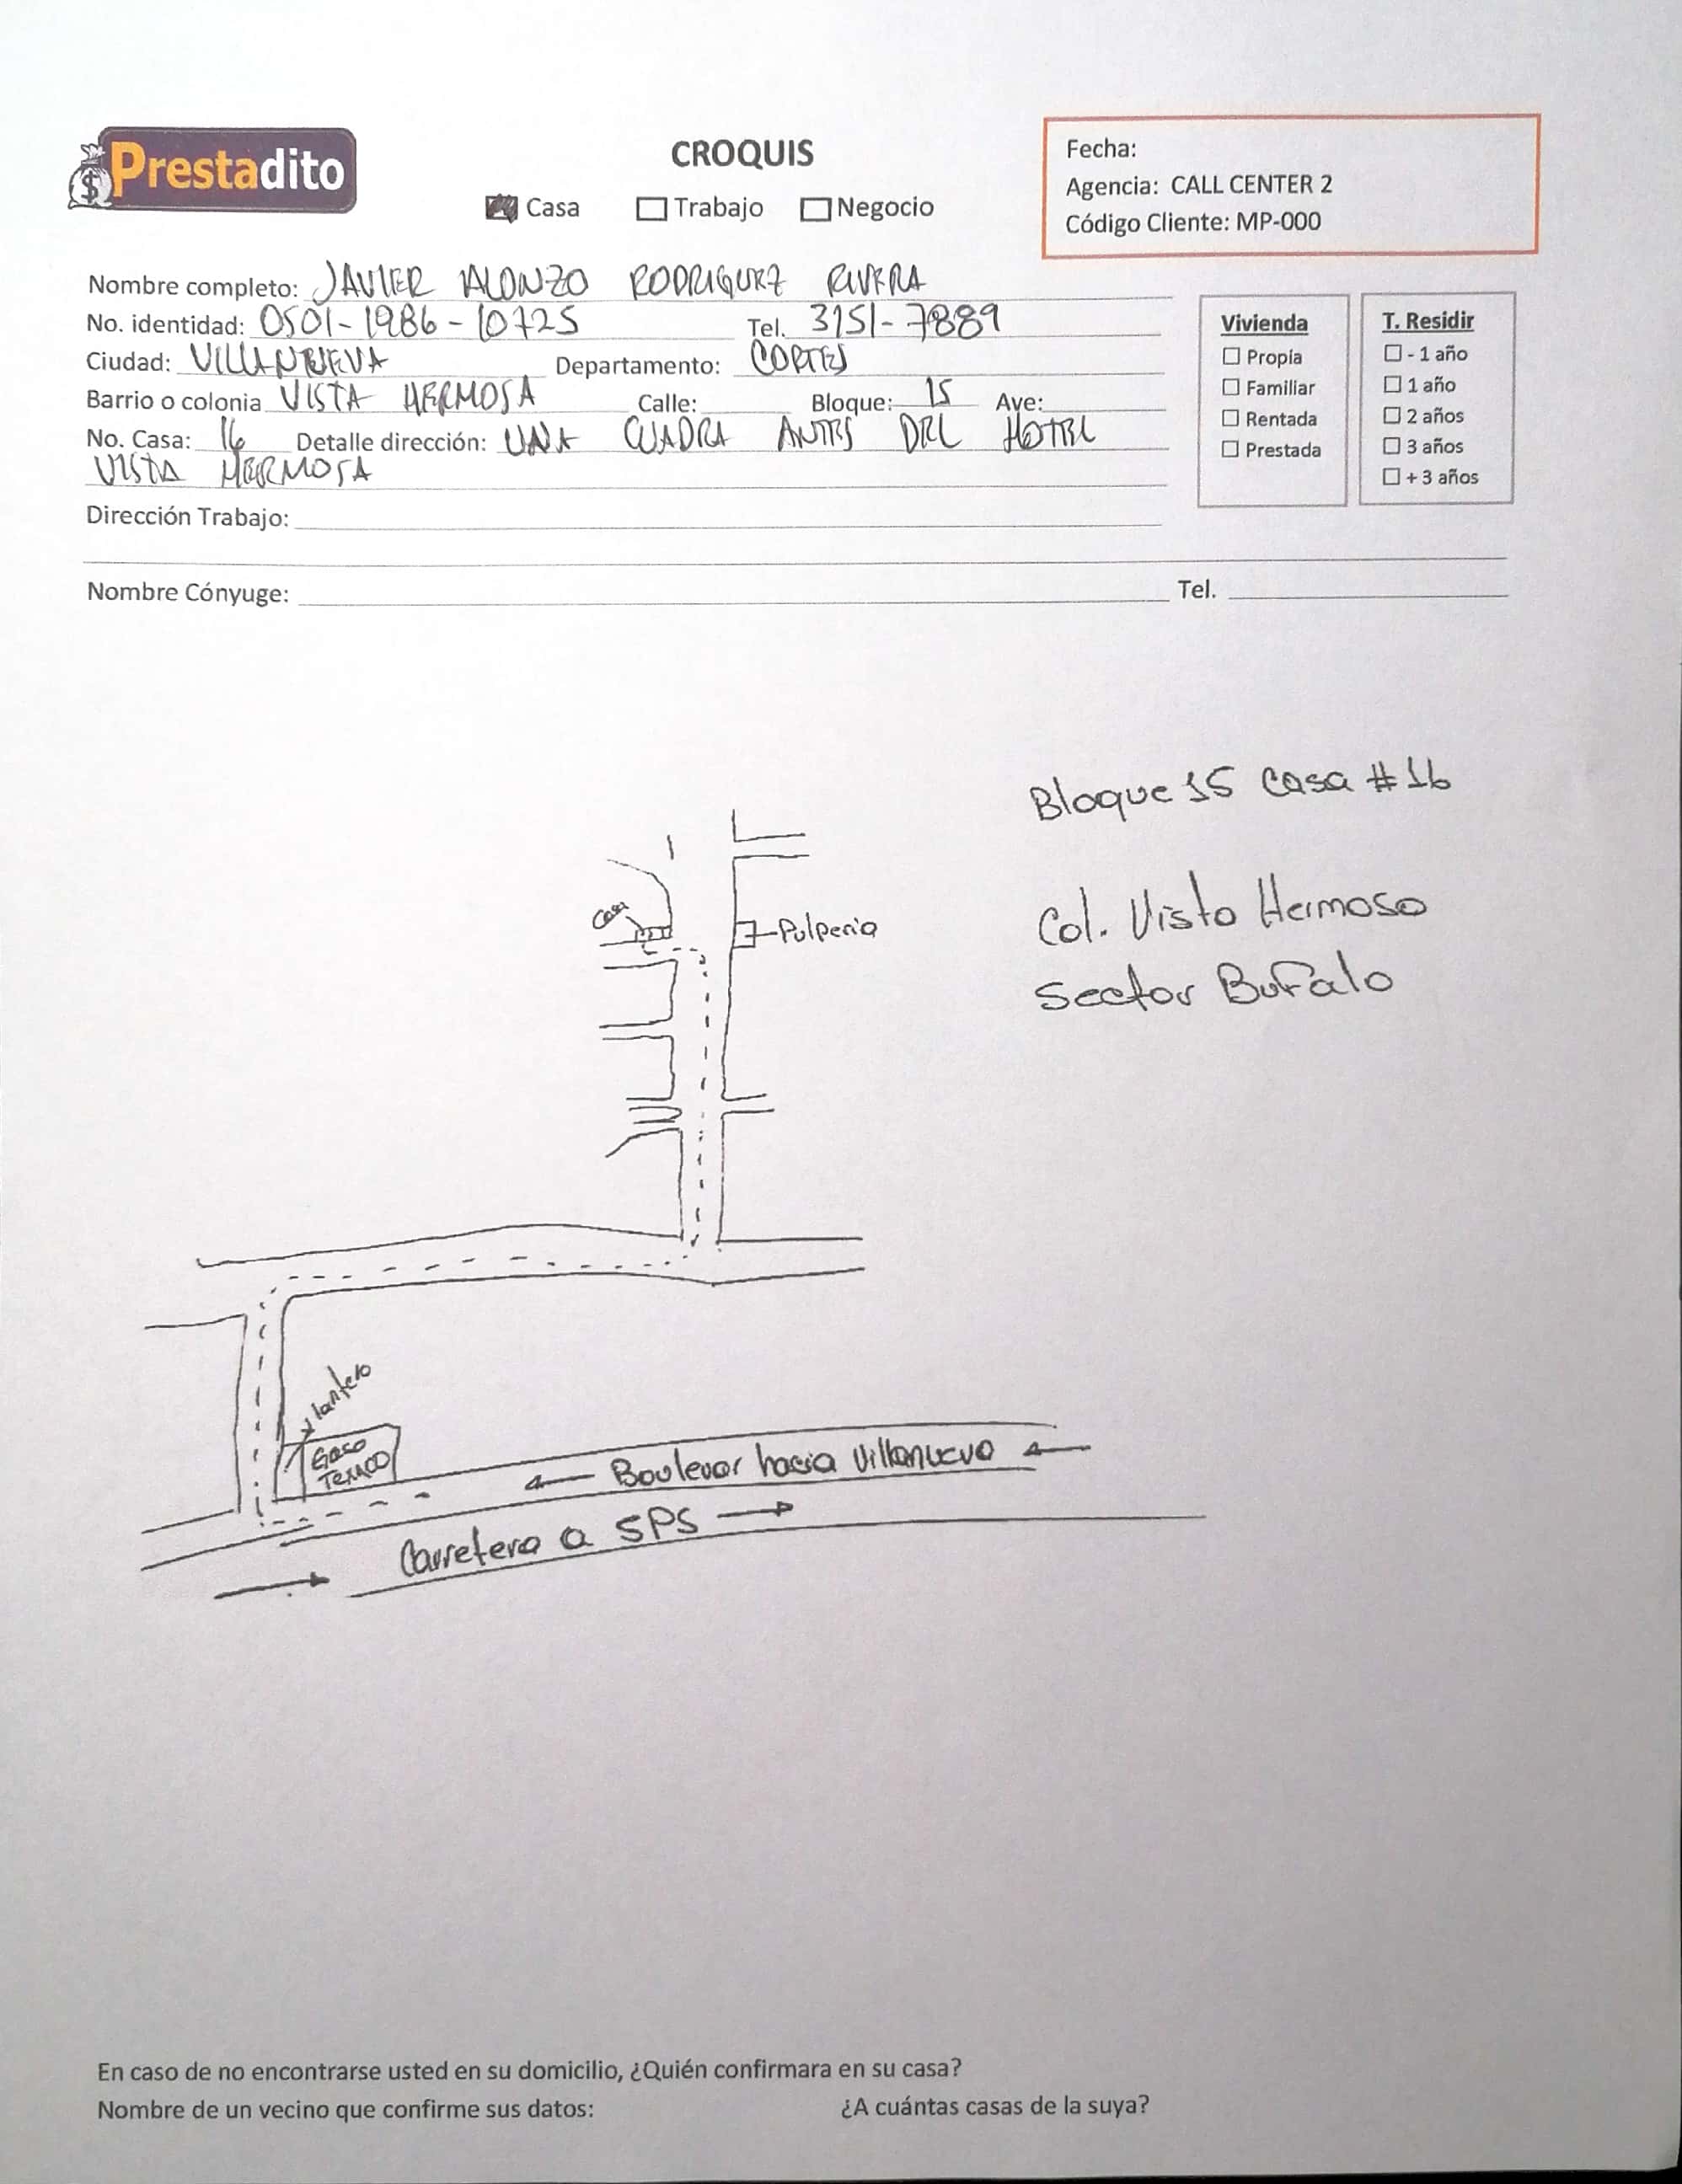 Prestadito
CROQUIS
Casa Trabajo Negocio
Fecha:
Agencia: CALL CENTER 2
Código Cliente: MP-000
Nombre completo: JAVIER ALONZO RODRIGUEZ RIVERA
No. identidad: 0501-1986-10725 Tel. 3151-7889
Ciudad: VILLANUEVA Departamento: CORTES
Barrio o colonia VISTA HERMOSA Calle: Bloque: 15 Ave:
No. Casa: 16 Detalle dirección: UNA CUADRA ANTES DEL HOTEL
VISTA HERMOSA
Dirección Trabajo:
Nombre Cónyuge: Tel.
Vivienda
Propia
Familiar
Rentada
Prestada
T. Residir
- 1 año
1 año
2 años
3 años
+ 3 años
Bloque 15 Casa #16
Col. Vista Hermosa
Sector Bufalo
Casa
Pulperia
llantera
Gaso
Texaco
Boulevar hacia Villanueva
Carretera a SPS
En caso de no encontrarse usted en su domicilio, ¿Quién confirmara en su casa?
Nombre de un vecino que confirme sus datos: ¿A cuántas casas de la suya?